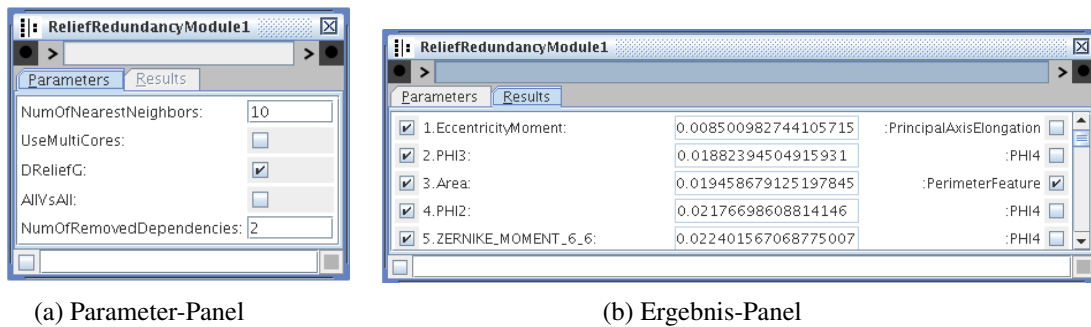 ReliefRedundancyModule1
> >
Parameters Results
NumOfNearestNeighbors: 10
UseMultiCores:
DReliefG:
AllVsAll:
NumOfRemovedDependencies: 2
(a) Parameter-Panel
ReliefRedundancyModule1
> >
Parameters Results
1.EccentricityMoment: 0.008500982744105715 :PrincipalAxisElongation
2.PHI3: 0.01882394504915931 :PHI4
3.Area: 0.019458679125197845 :PerimeterFeature
4.PHI2: 0.02176698608814146 :PHI4
5.ZERNIKE_MOMENT_6_6: 0.022401567068775007 :PHI4
(b) Ergebnis-Panel